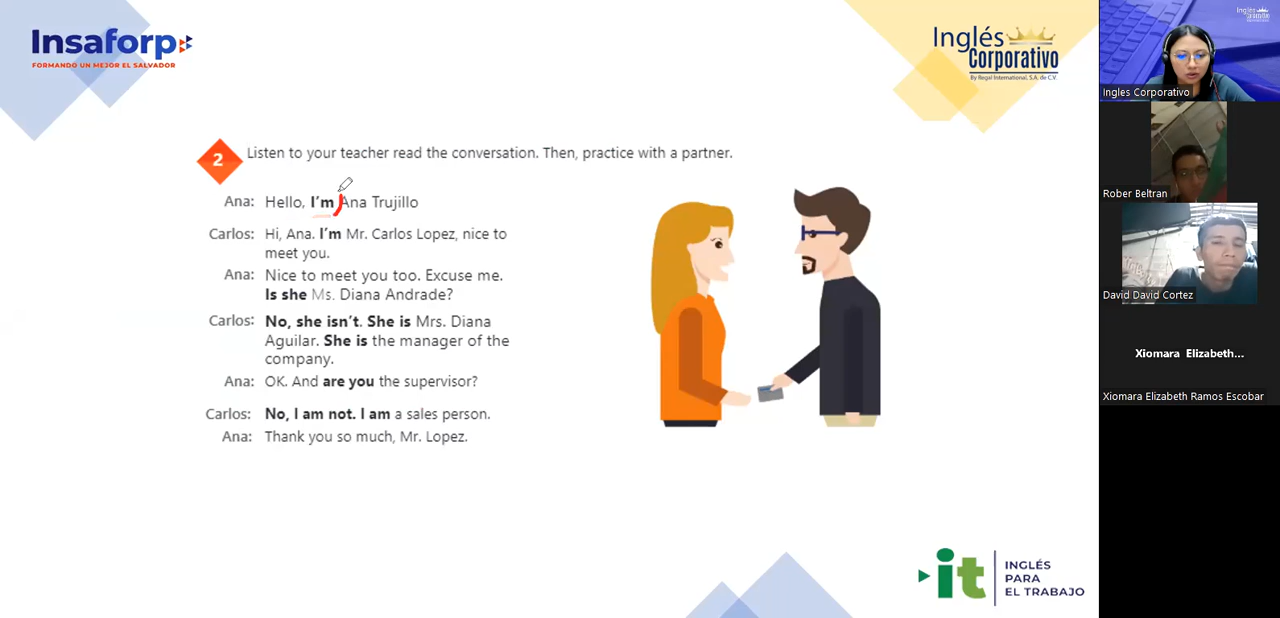 Insaforp
FORMANDO UN MEJOR EL SALVADOR
Inglés
Corporativo
By Regal International, S.A. de C.V.
2 Listen to your teacher read the conversation. Then, practice with a partner.
Ana: Hello, I'm Ana Trujillo
Carlos: Hi, Ana. I'm Mr. Carlos Lopez, nice to
meet you.
Ana: Nice to meet you too. Excuse me.
Is she Ms. Diana Andrade?
Carlos: No, she isn't. She is Mrs. Diana
Aguilar. She is the manager of the
company.
Ana: OK. And are you the supervisor?
Carlos: No, I am not. I am a sales person.
Ana: Thank you so much, Mr. Lopez.
it
INGLÉS
PARA
EL TRABAJO
Ingles Corporativo
Rober Beltran
David David Cortez
Xiomara Elizabeth...
Xiomara Elizabeth Ramos Escobar